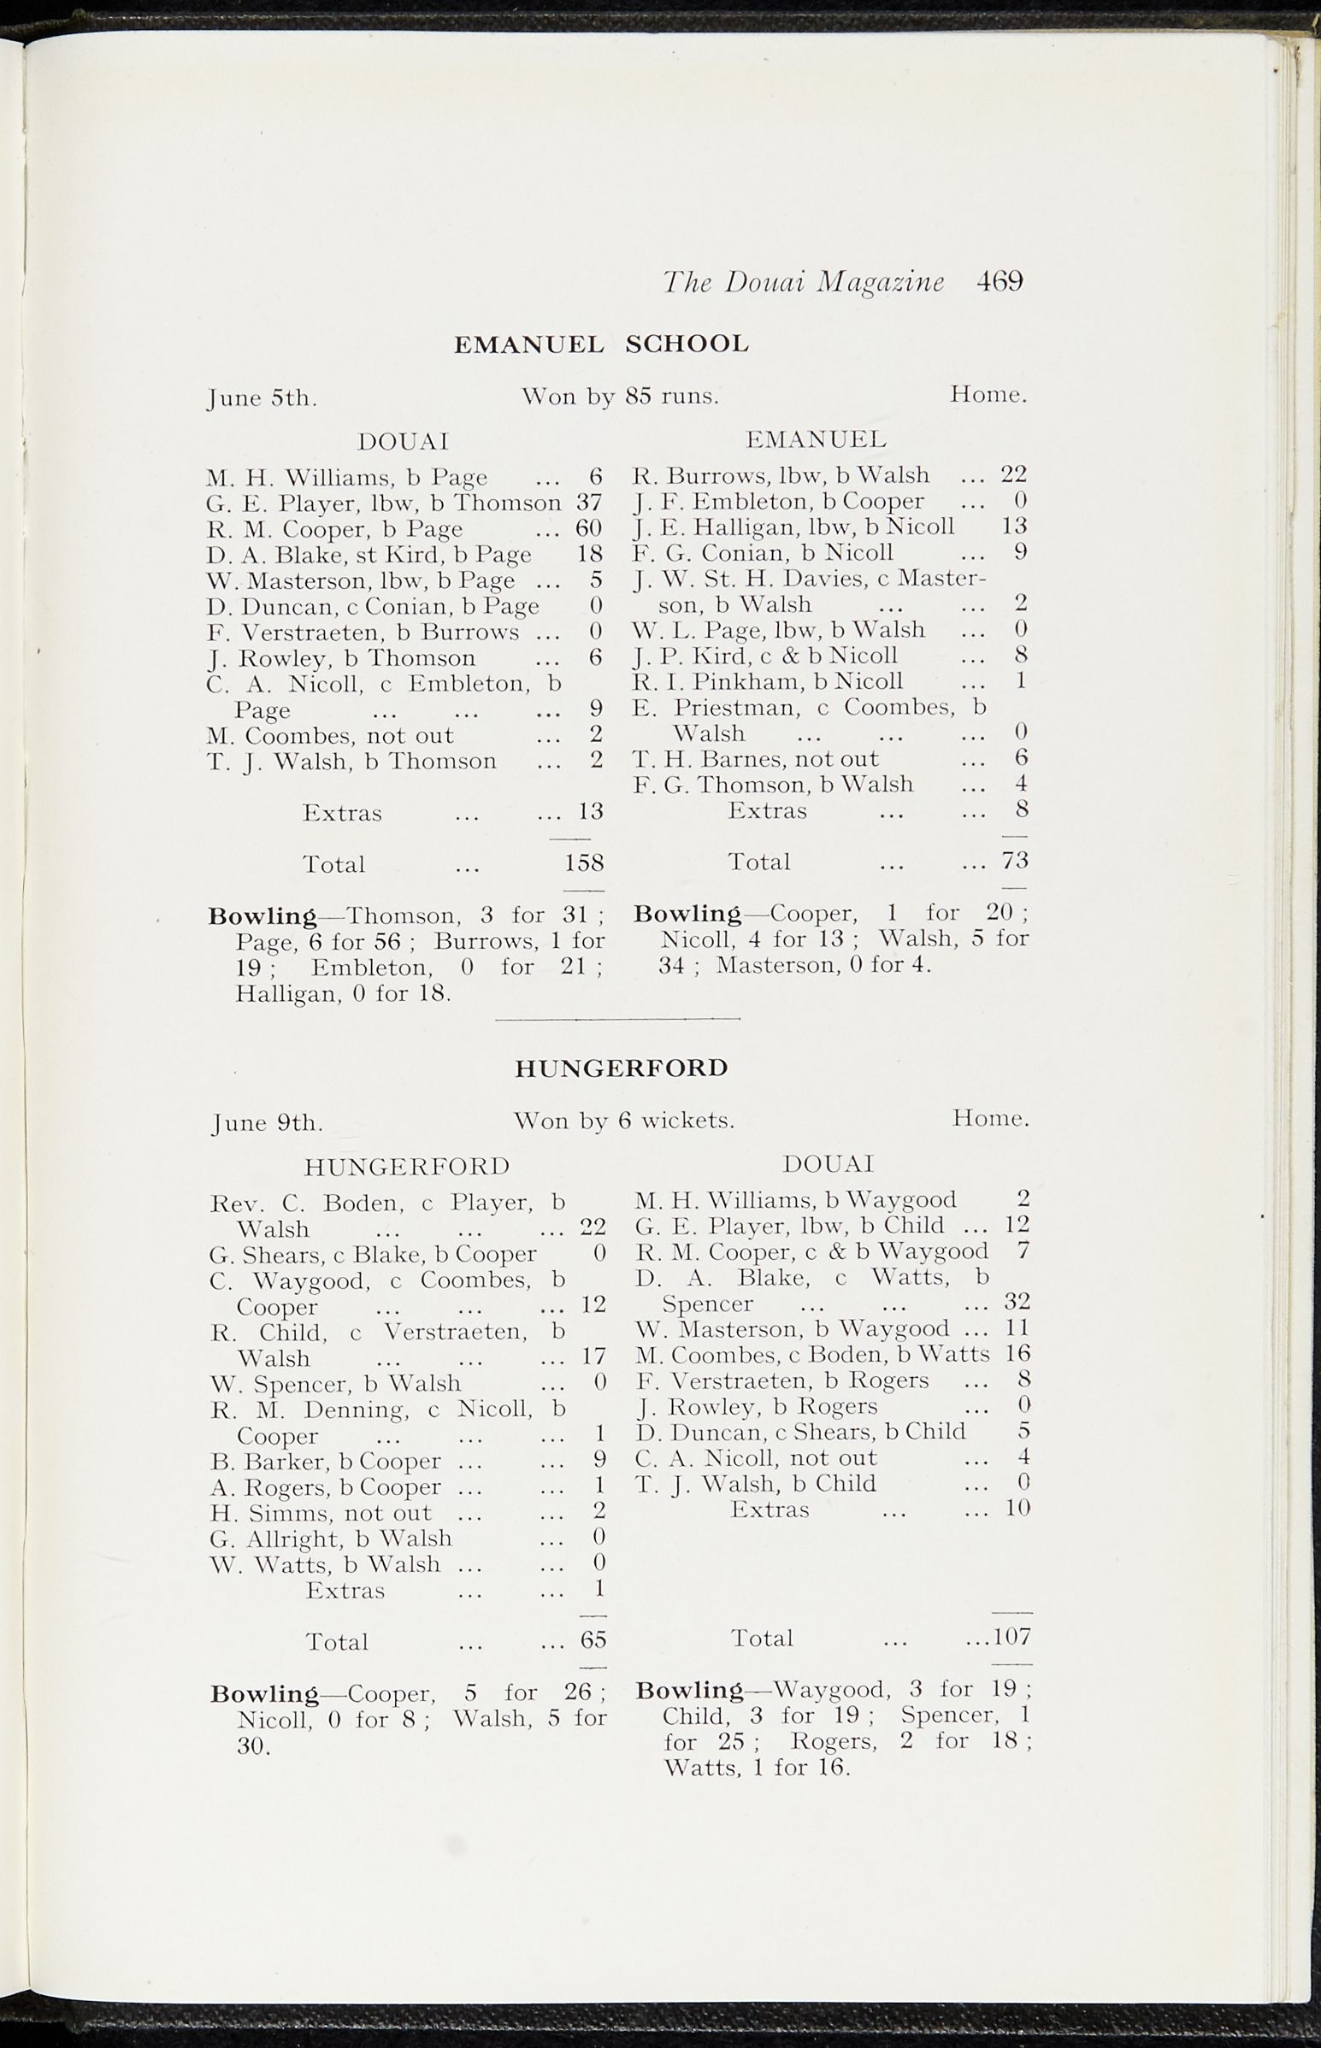 The Douai Magazine 469
EMANUEL SCHOOL
June 5th. Won by 85 runs. Home.
DOUAI
M. H. Williams, b Page ... 6
G. E. Player, lbw, b Thomson 37
R. M. Cooper, b Page ... 60
D. A. Blake, st Kird, b Page 18
W. Masterson, lbw, b Page ... 5
D. Duncan, c Conian, b Page 0
F. Verstraeten, b Burrows ... 0
J. Rowley, b Thomson ... 6
C. A. Nicoll, c Embleton, b
Page ... ... ... 9
M. Coombes, not out ... 2
T. J. Walsh, b Thomson ... 2
Extras ... ... 13
Total ... 158
Bowling—Thomson, 3 for 31 ;
Page, 6 for 56 ; Burrows, 1 for
19 ; Embleton, 0 for 21 ;
Halligan, 0 for 18.
EMANUEL
R. Burrows, lbw, b Walsh ... 22
J. F. Embleton, b Cooper ... 0
J. E. Halligan, lbw, b Nicoll 13
F. G. Conian, b Nicoll ... 9
J. W. St. H. Davies, c Master-
son, b Walsh ... ... 2
W. L. Page, lbw, b Walsh ... 0
J. P. Kird, c & b Nicoll ... 8
R. I. Pinkham, b Nicoll ... 1
E. Priestman, c Coombes, b
Walsh ... ... ... 0
T. H. Barnes, not out ... 6
F. G. Thomson, b Walsh ... 4
Extras ... ... 8
Total ... ... 73
Bowling—Cooper, 1 for 20 ;
Nicoll, 4 for 13 ; Walsh, 5 for
34 ; Masterson, 0 for 4.
HUNGERFORD
June 9th. Won by 6 wickets. Home.
HUNGERFORD
Rev. C. Boden, c Player, b
Walsh ... ... ... 22
G. Shears, c Blake, b Cooper 0
C. Waygood, c Coombes, b
Cooper ... ... ... 12
R. Child, c Verstraeten, b
Walsh ... ... ... 17
W. Spencer, b Walsh ... 0
R. M. Denning, c Nicoll, b
Cooper ... ... ... 1
B. Barker, b Cooper ... ... 9
A. Rogers, b Cooper ... ... 1
H. Simms, not out ... ... 2
G. Allright, b Walsh ... 0
W. Watts, b Walsh ... ... 0
Extras ... ... 1
Total ... ... 65
Bowling—Cooper, 5 for 26 ;
Nicoll, 0 for 8 ; Walsh, 5 for
30.
DOUAI
M. H. Williams, b Waygood 2
G. E. Player, lbw, b Child ... 12
R. M. Cooper, c & b Waygood 7
D. A. Blake, c Watts, b
Spencer ... ... ... 32
W. Masterson, b Waygood ... 11
M. Coombes, c Boden, b Watts 16
F. Verstraeten, b Rogers ... 8
J. Rowley, b Rogers ... 0
D. Duncan, c Shears, b Child 5
C. A. Nicoll, not out ... 4
T. J. Walsh, b Child ... 0
Extras ... ... 10
Total ... ...107
Bowling—Waygood, 3 for 19 ;
Child, 3 for 19 ; Spencer, 1
for 25 ; Rogers, 2 for 18 ;
Watts, 1 for 16.